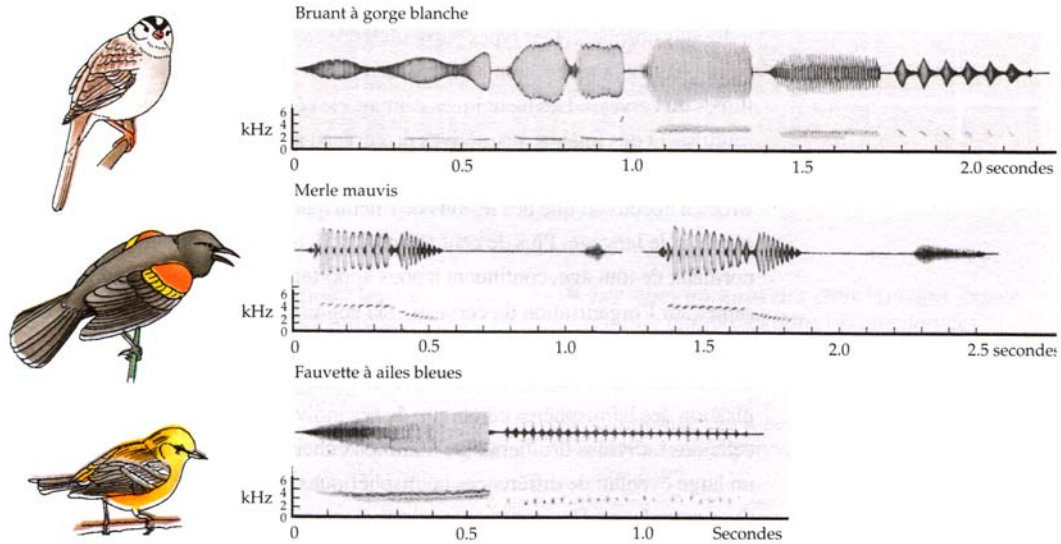 Bruant à gorge blanche
6
4
kHz 2
0
0 0.5 1.0 1.5 2.0 secondes
Merle mauvis
6
kHz 4
2
0
0 0.5 1.0 1.5 2.0 2.5 secondes
Fauvette à ailes bleues
6
kHz 4
2
0
0 0.5 1.0 Secondes